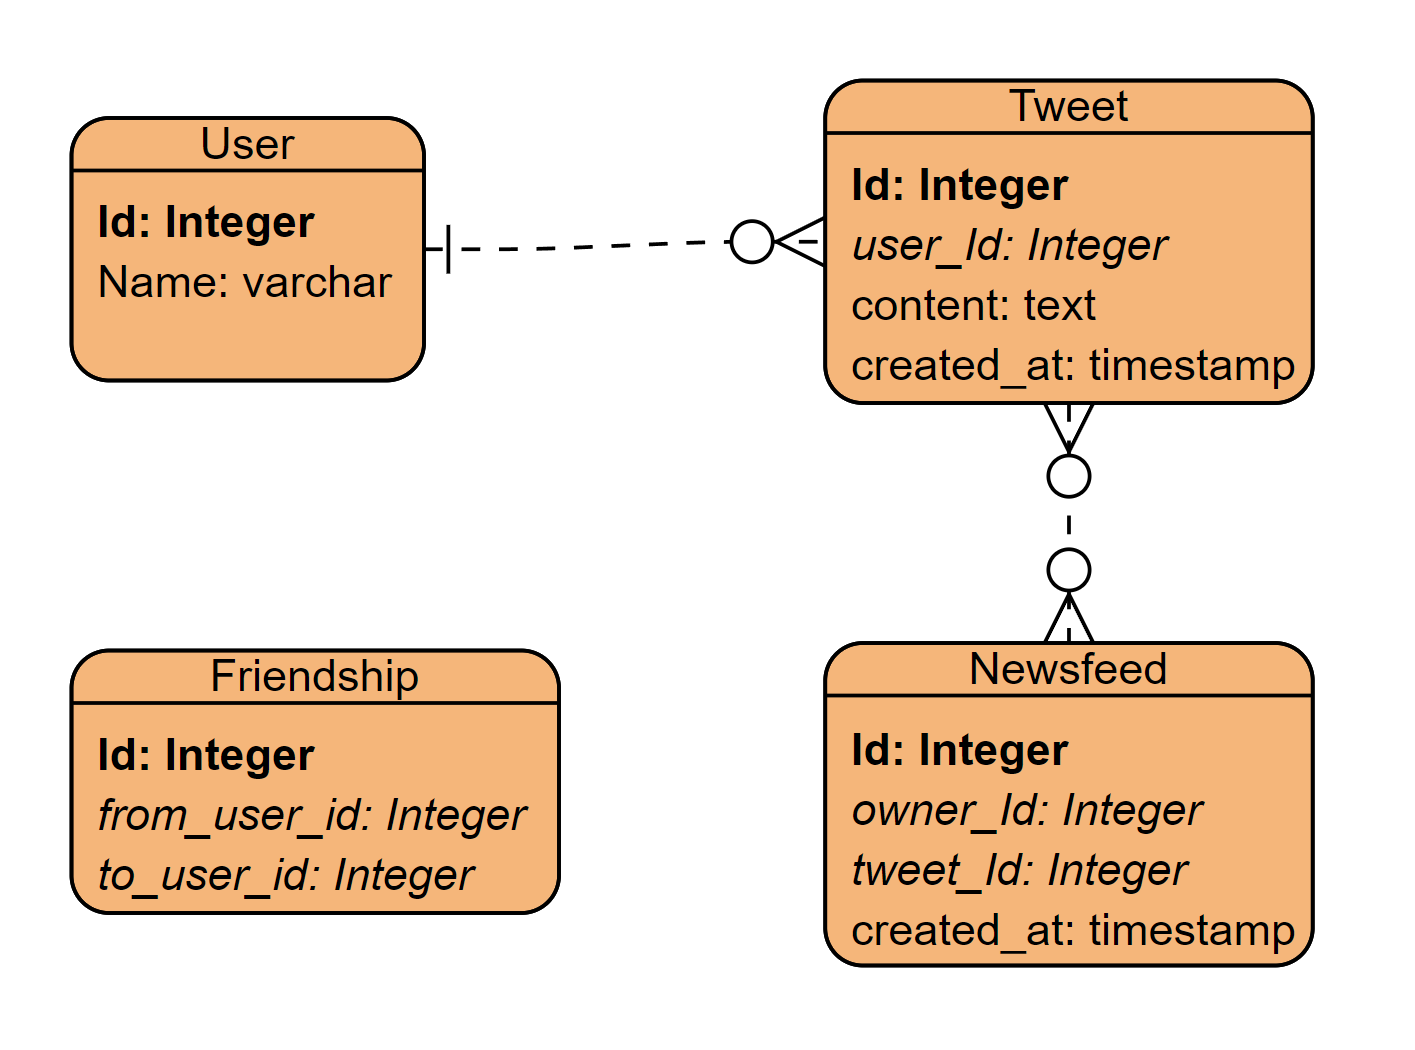 User
Id: Integer
Name: varchar
Tweet
Id: Integer
user_Id: Integer
content: text
created_at: timestamp
Friendship
Id: Integer
from_user_id: Integer
to_user_id: Integer
Newsfeed
Id: Integer
owner_Id: Integer
tweet_Id: Integer
created_at: timestamp